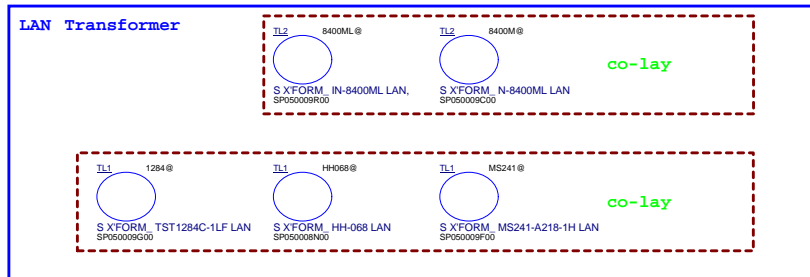 LAN Transformer
TL2 8400ML@
TL2 8400M@
co-lay
S X'FORM_ IN-8400ML LAN,
SP050009R00
S X'FORM_ N-8400ML LAN
SP050009C00
TL1 1284@
TL1 HH068@
TL1 MS241@
co-lay
S X'FORM_ TST1284C-1LF LAN
SP050009G00
S X'FORM_ HH-068 LAN
SP050008N00
S X'FORM_ MS241-A218-1H LAN
SP050009F00